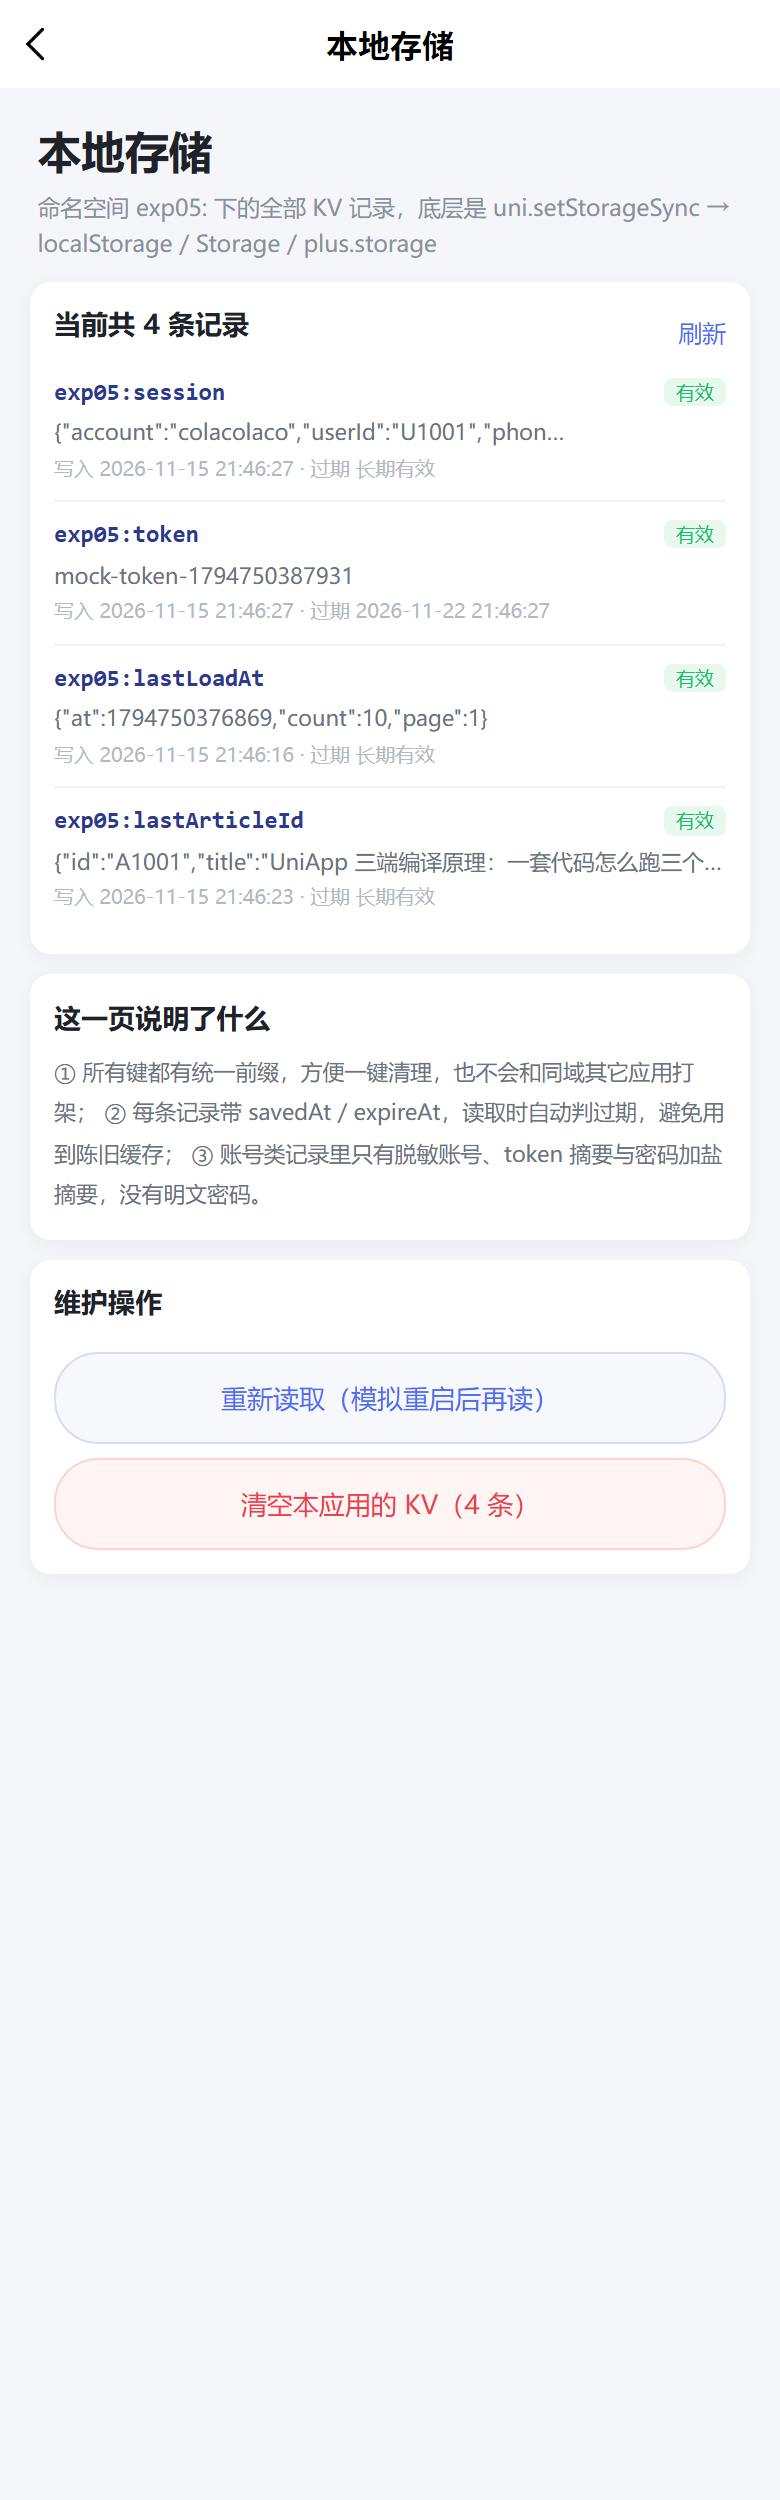 本地存储
本地存储
命名空间 exp05: 下的全部 KV 记录，底层是 uni.setStorageSync →
localStorage / Storage / plus.storage
当前共 4 条记录
刷新
exp05:session
有效
{"account":"colacolaco","userId":"U1001","phon...
写入 2026-11-15 21:46:27 · 过期 长期有效
exp05:token
有效
mock-token-1794750387931
写入 2026-11-15 21:46:27 · 过期 2026-11-22 21:46:27
exp05:lastLoadAt
有效
{"at":1794750376869,"count":10,"page":1}
写入 2026-11-15 21:46:16 · 过期 长期有效
exp05:lastArticleId
有效
{"id":"A1001","title":"UniApp 三端编译原理：一套代码怎么跑三个...
写入 2026-11-15 21:46:23 · 过期 长期有效
这一页说明了什么
① 所有键都有统一前缀，方便一键清理，也不会和同域其它应用打
架； ② 每条记录带 savedAt / expireAt，读取时自动判过期，避免用
到陈旧缓存； ③ 账号类记录里只有脱敏账号、token 摘要与密码加盐
摘要，没有明文密码。
维护操作
重新读取（模拟重启后再读）
清空本应用的 KV（4 条）